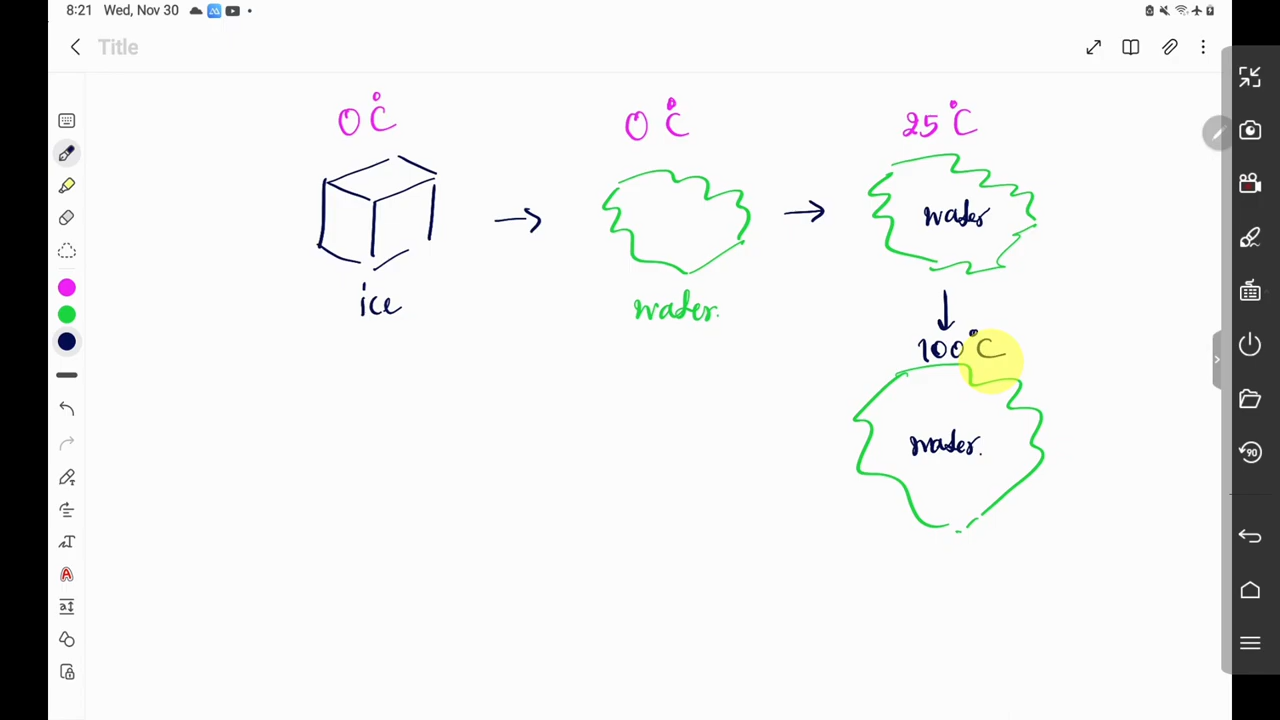 8:21 Wed, Nov 30
Title
0°C
0°C
25°C
water
ice
water.
100°C
water.